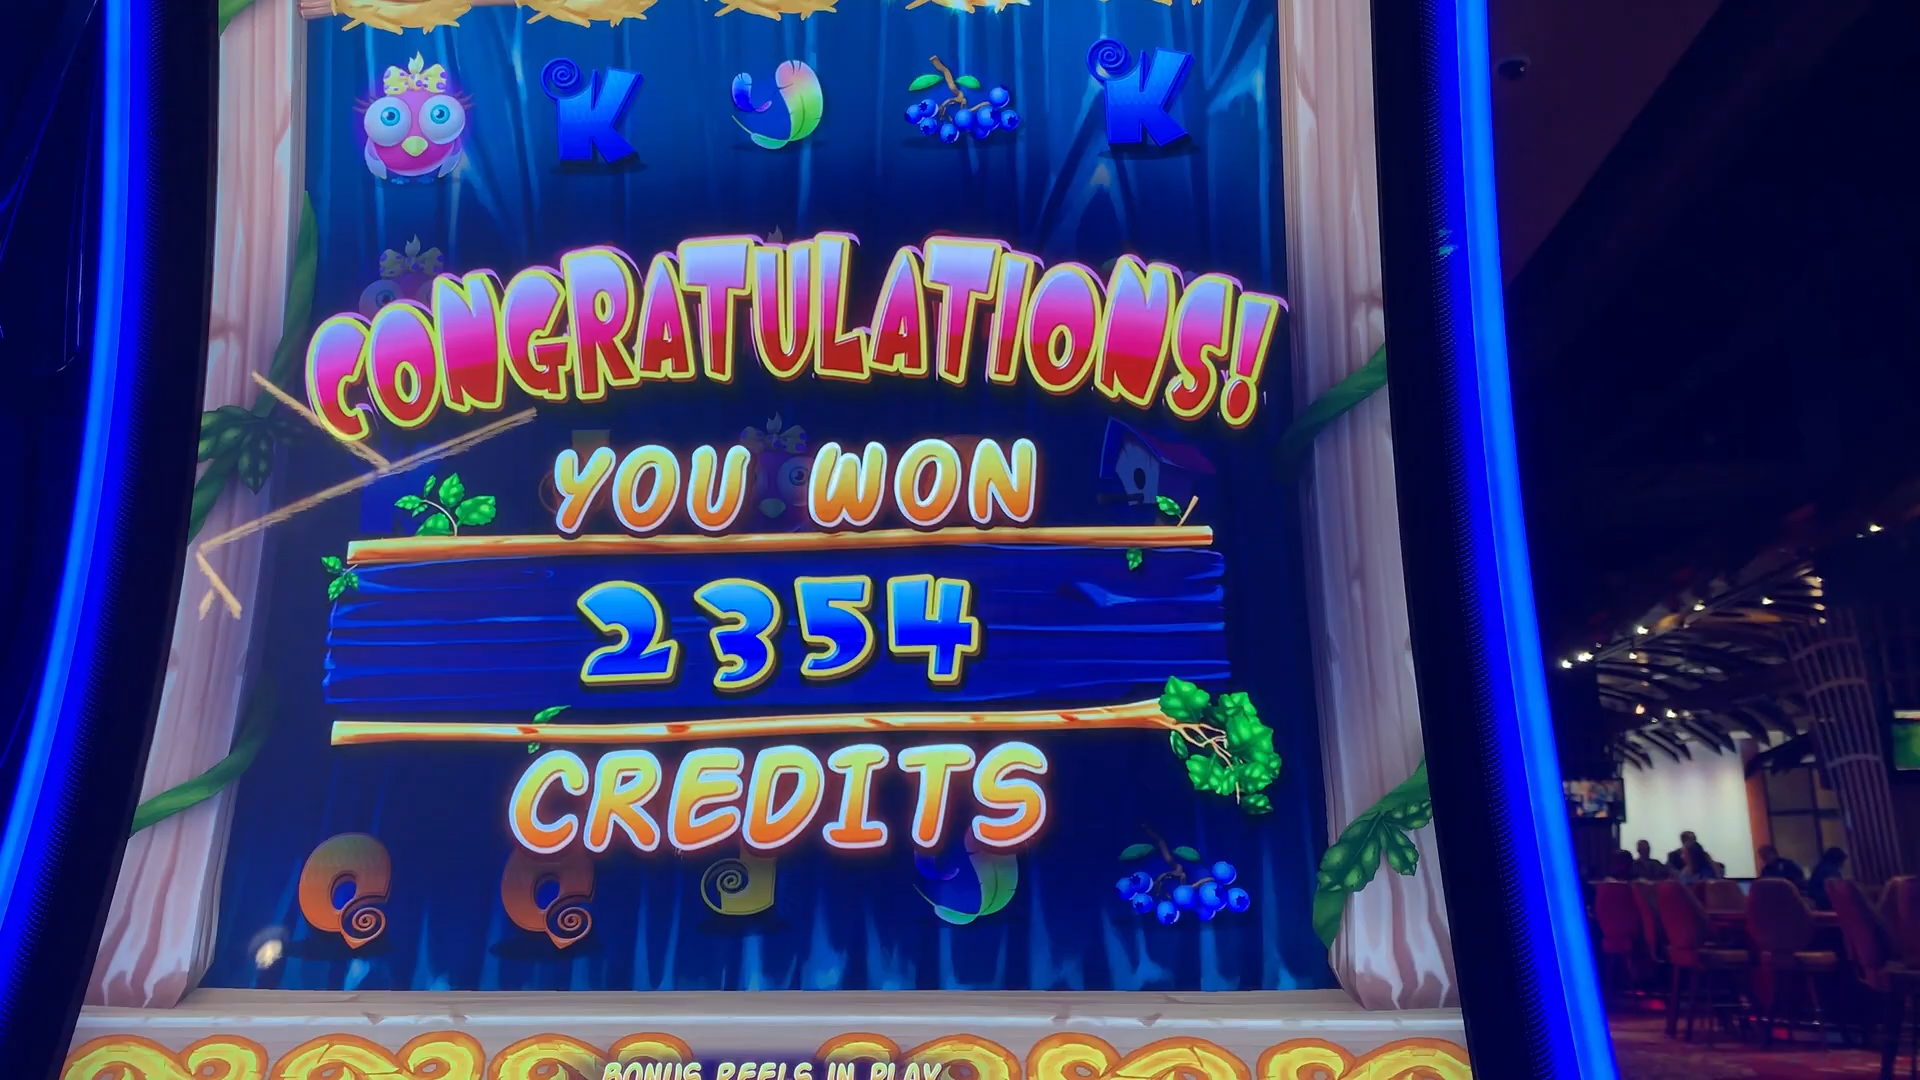 K K
CONGRATULATIONS!
YOU WON
2354
CREDITS
Q Q
BONUS REELS IN PLAY